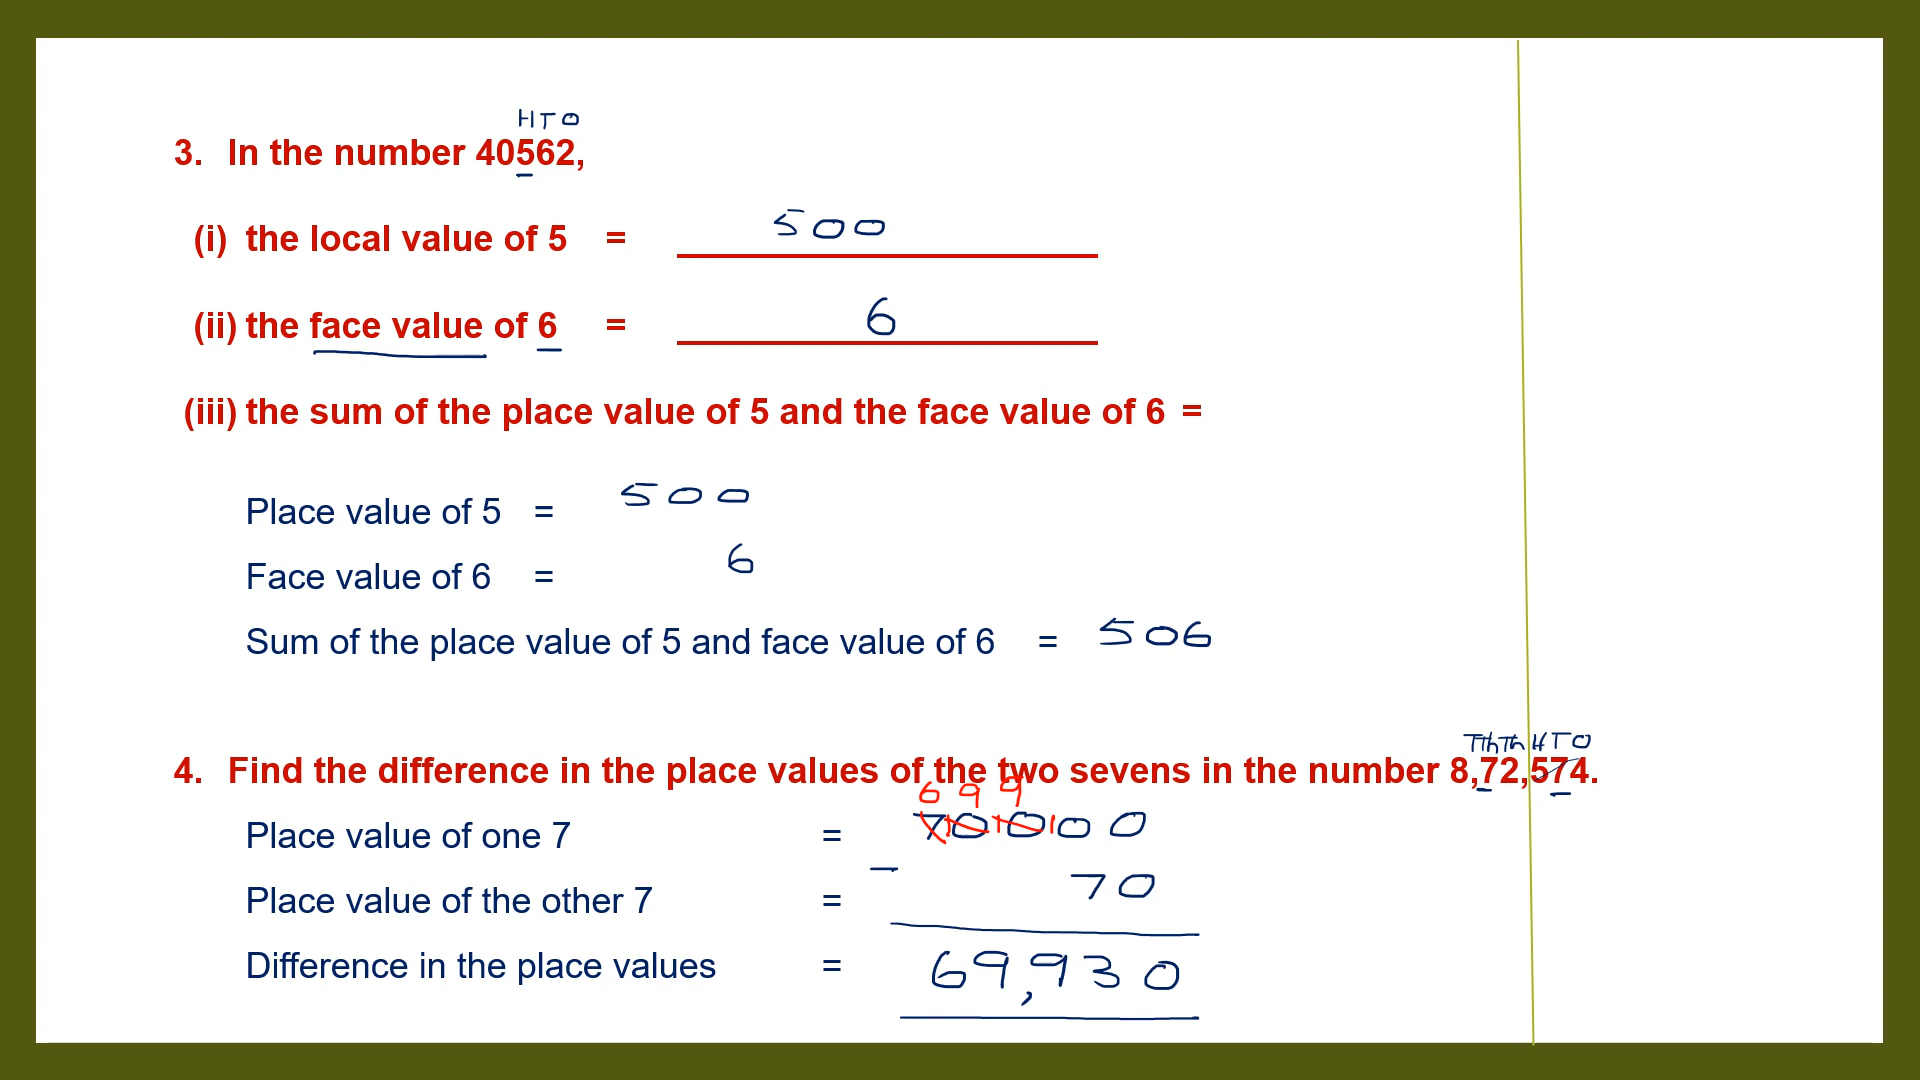 H T O
3. In the number 40562,
(i) the local value of 5 = 500
(ii) the face value of 6 = 6
(iii) the sum of the place value of 5 and the face value of 6 =
Place value of 5 = 500
Face value of 6 = 6
Sum of the place value of 5 and face value of 6 = 506
TTh Th H T O
4. Find the difference in the place values of the two sevens in the number 8,72,574.
6 9 9
Place value of one 7 = 70 10 10 0
Place value of the other 7 = - 70
Difference in the place values = 69,930